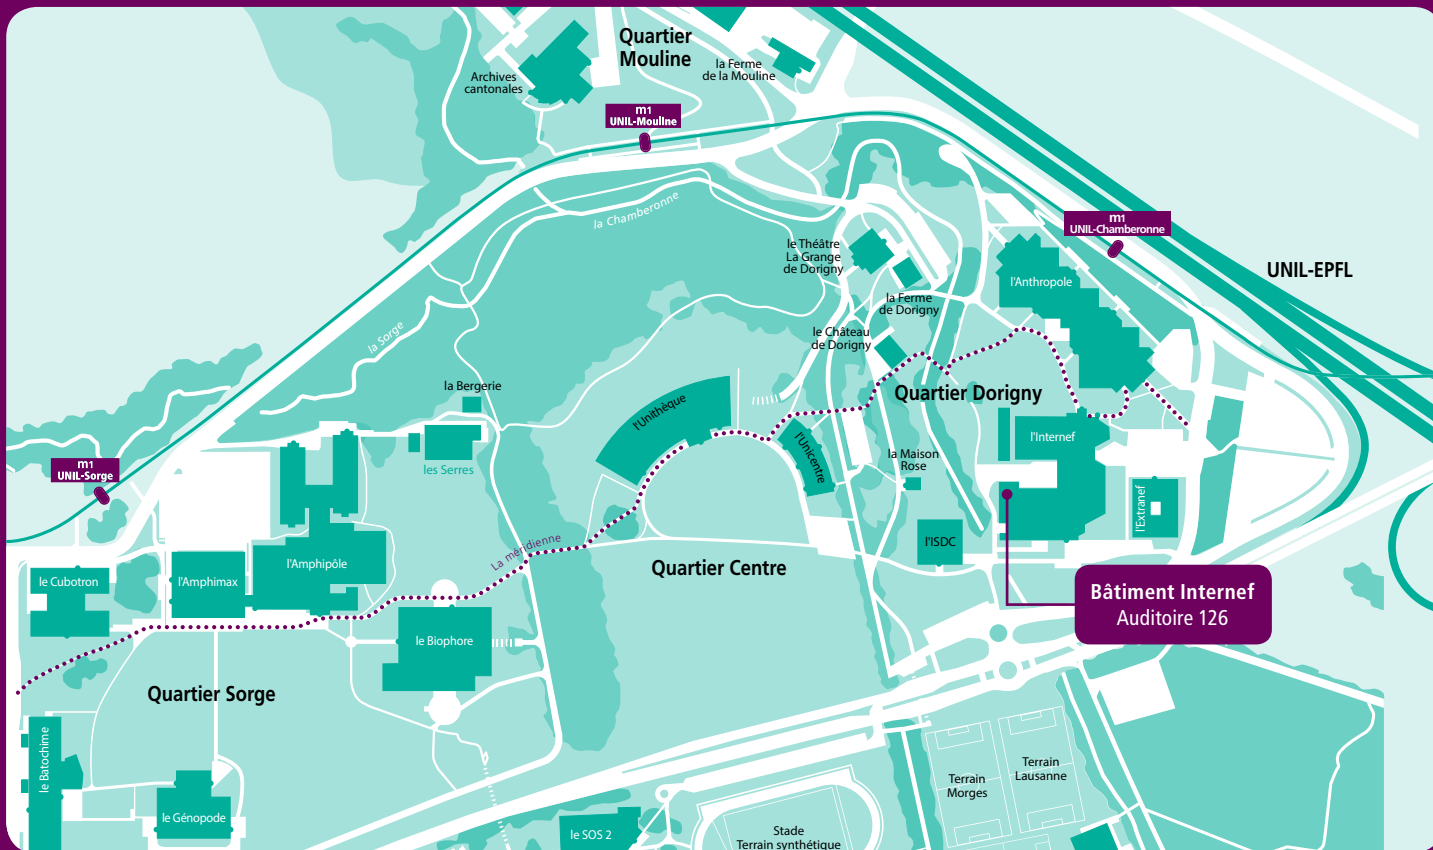 Quartier
Mouline
Archives
cantonales
la Ferme
de la Mouline
m1
UNIL-Mouline
la Chamberonne
m1
UNIL-Chamberonne
le Théâtre
La Grange
de Dorigny
UNIL-EPFL
l'Anthropole
la Ferme
de Dorigny
la Sorge
le Château
de Dorigny
la Bergerie
Quartier Dorigny
l'Unithèque
l'Internef
l'Unicentre
la Maison
Rose
les Serres
m1
UNIL-Sorge
l'Extranef
La méridienne
l'ISDC
le Cubotron
l'Amphimax
l'Amphipôle
Quartier Centre
Bâtiment Internef
Auditoire 126
le Biophore
Quartier Sorge
le Batochime
Terrain
Lausanne
Terrain
Morges
le Génopode
le SOS 2
Stade
Terrain synthétique